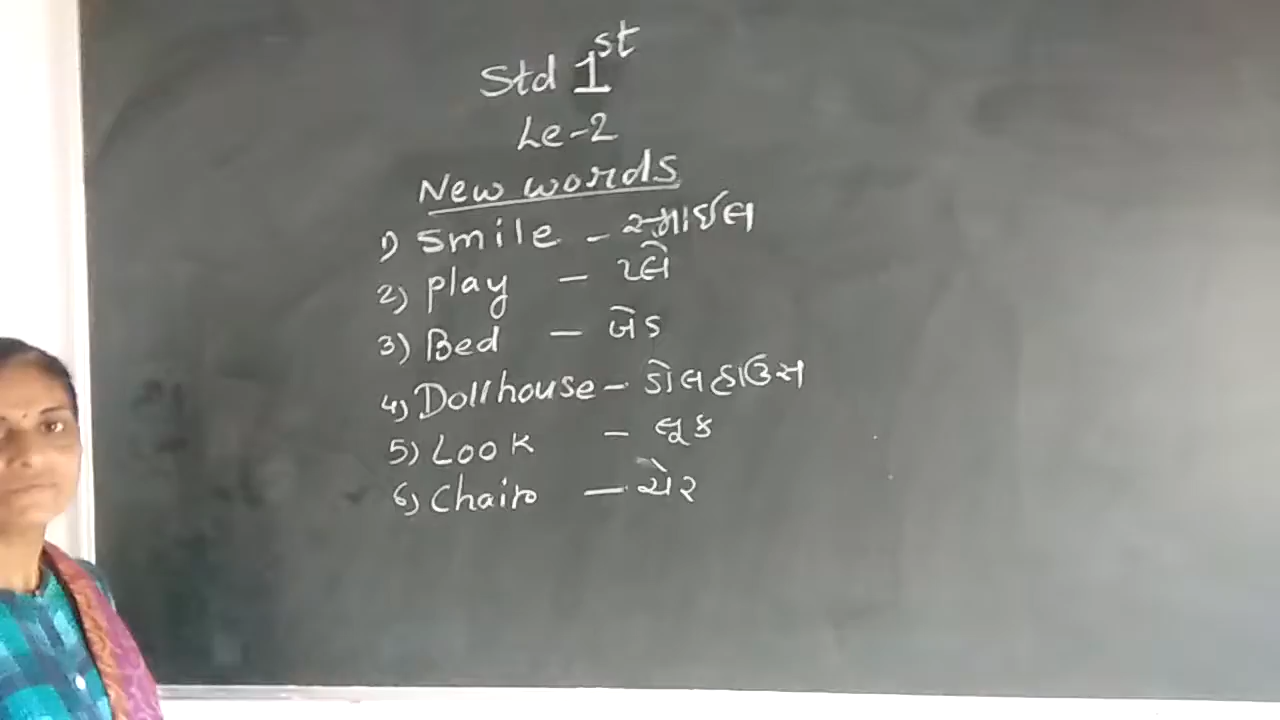 Std 1st
Le-2
New words
1) Smile - સ્માઈલ
2) play - પ્લે
3) Bed - બેડ
4) Dollhouse - ડોલહાઉસ
5) Look - લૂક
6) Chair - ચેર